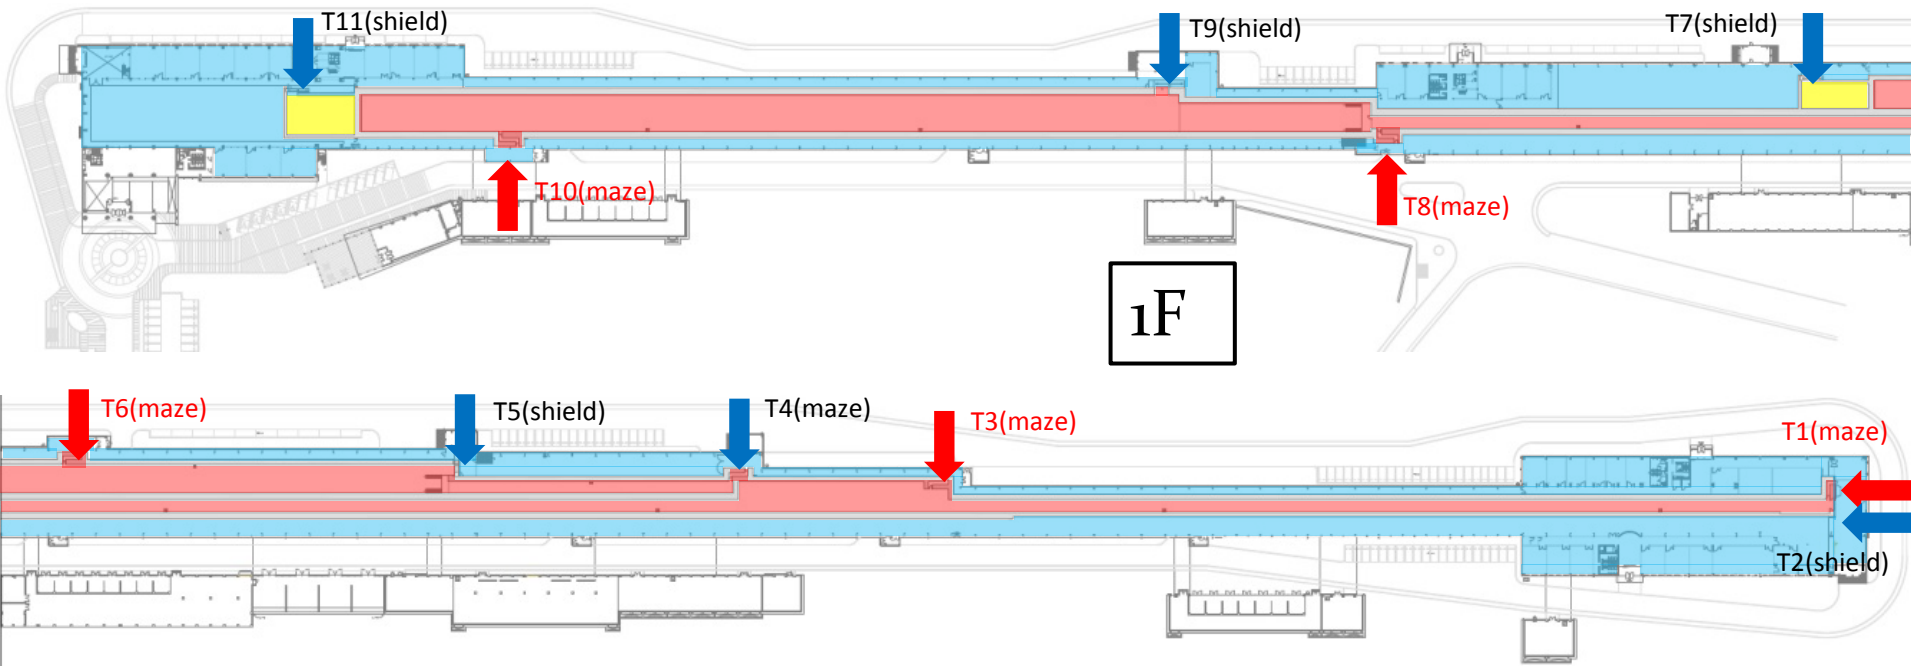 T11(shield)
T9(shield)
T7(shield)
T10(maze)
T8(maze)
1F
T6(maze)
T5(shield)
T4(maze)
T3(maze)
T1(maze)
T2(shield)